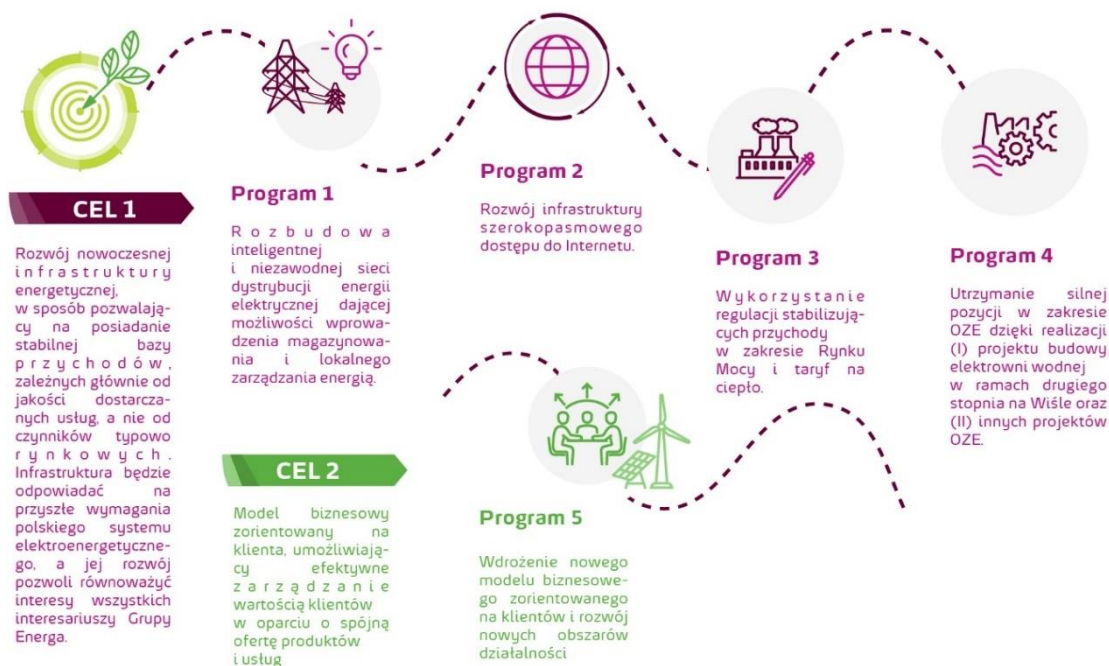 CEL 1
Rozwój nowoczesnej
infrastruktury
energetycznej,
w sposób pozwalają-
cy na posiadanie
stabilnej bazy
przychodów,
zależnych głównie od
jakości dostarcz-
anych usług, a nie od
czynników typowo
rynkowych.
Infrastruktura będzie
odpowiadać na
przyszłe wymagania
polskiego systemu
elektroenergetyczne-
go, a jej rozwój
pozwoli równoważyć
interesy wszystkich
interesariuszy Grupy
Energa.
Program 1
Rozbudowa
inteligentnej
i niezawodnej sieci
dystrybucji energii
elektrycznej dającej
możliwości wprowa-
dzenia magazynowa-
nia i lokalnego
zarządzania energią.
Program 2
Rozwój infrastruktury
szerokopasmowego
dostępu do Internetu.
Program 3
Wykorzystanie
regulacji stabilizują-
cych przychody
w zakresie Rynku
Mocy i taryf na
ciepło.
Program 4
Utrzymanie silnej
pozycji w zakresie
OZE dzięki realizacji
(I) projektu budowy
elektrowni wodnej
w ramach drugiego
stopnia na Wiśle oraz
(II) innych projektów
OZE.
CEL 2
Model biznesowy
zorientowany na
klienta, umożliwiają-
cy efektywne
zarządzanie
wartością klientów
w oparciu o spójną
ofertę produktów
i usług
Program 5
Wdrożenie nowego
modelu biznesowe-
go zorientowanego
na klientów i rozwój
nowych obszarów
działalności